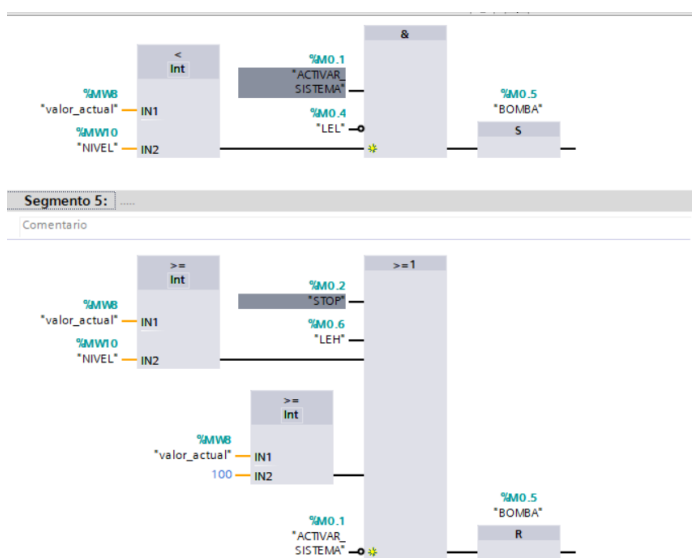 &
<
Int
%M0.1
"ACTIVAR_
SISTEMA"
%MW8
"valor_actual" IN1
%M0.4
"LEL"
%M0.5
"BOMBA"
S
%MW10
"NIVEL" IN2
Segmento 5: .....
Comentario
>=
Int
>=1
%M0.2
"STOP"
%MW8
"valor_actual" IN1
%M0.6
"LEH"
%MW10
"NIVEL" IN2
>=
Int
%MW8
"valor_actual" IN1
100 IN2
%M0.1
"ACTIVAR_
SISTEMA"
%M0.5
"BOMBA"
R